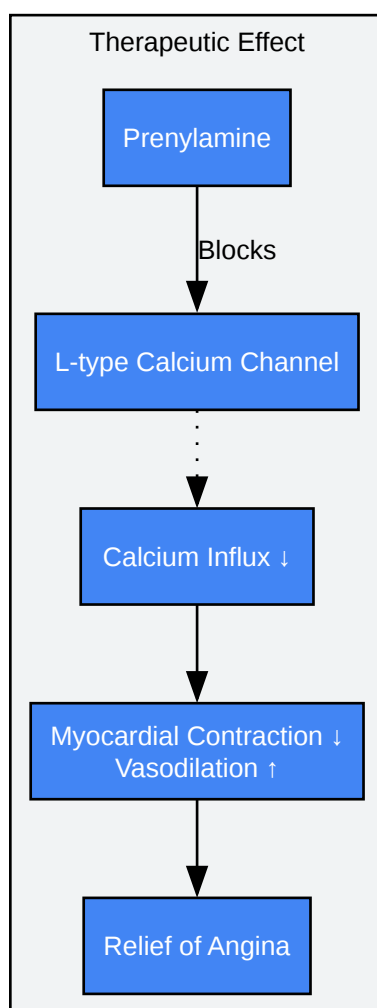 Therapeutic Effect
Prenylamine
Blocks
L-type Calcium Channel
Calcium Influx ↓
Myocardial Contraction ↓
Vasodilation ↑
Relief of Angina